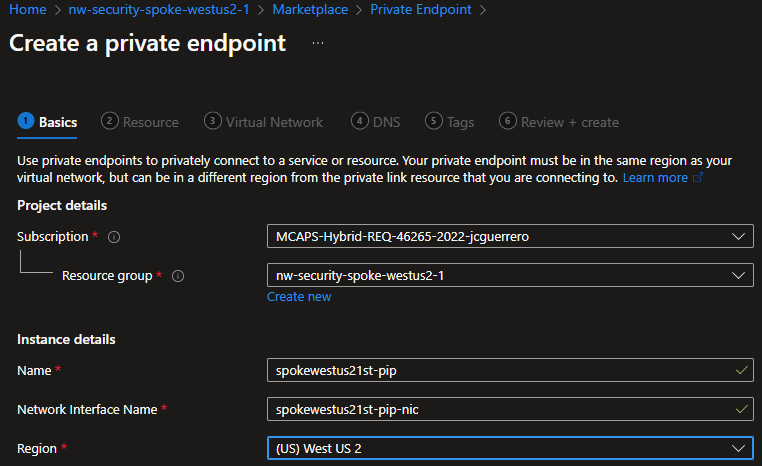 Home > nw-security-spoke-westus2-1 > Marketplace > Private Endpoint >
Create a private endpoint ...
1 Basics 2 Resource 3 Virtual Network 4 DNS 5 Tags 6 Review + create
Use private endpoints to privately connect to a service or resource. Your private endpoint must be in the same region as your
virtual network, but can be in a different region from the private link resource that you are connecting to. Learn more
Project details
Subscription * MCAPS-Hybrid-REQ-46265-2022-jcguerrero
Resource group * nw-security-spoke-westus2-1
Create new
Instance details
Name * spokewestus21st-pip
Network Interface Name * spokewestus21st-pip-nic
Region * (US) West US 2